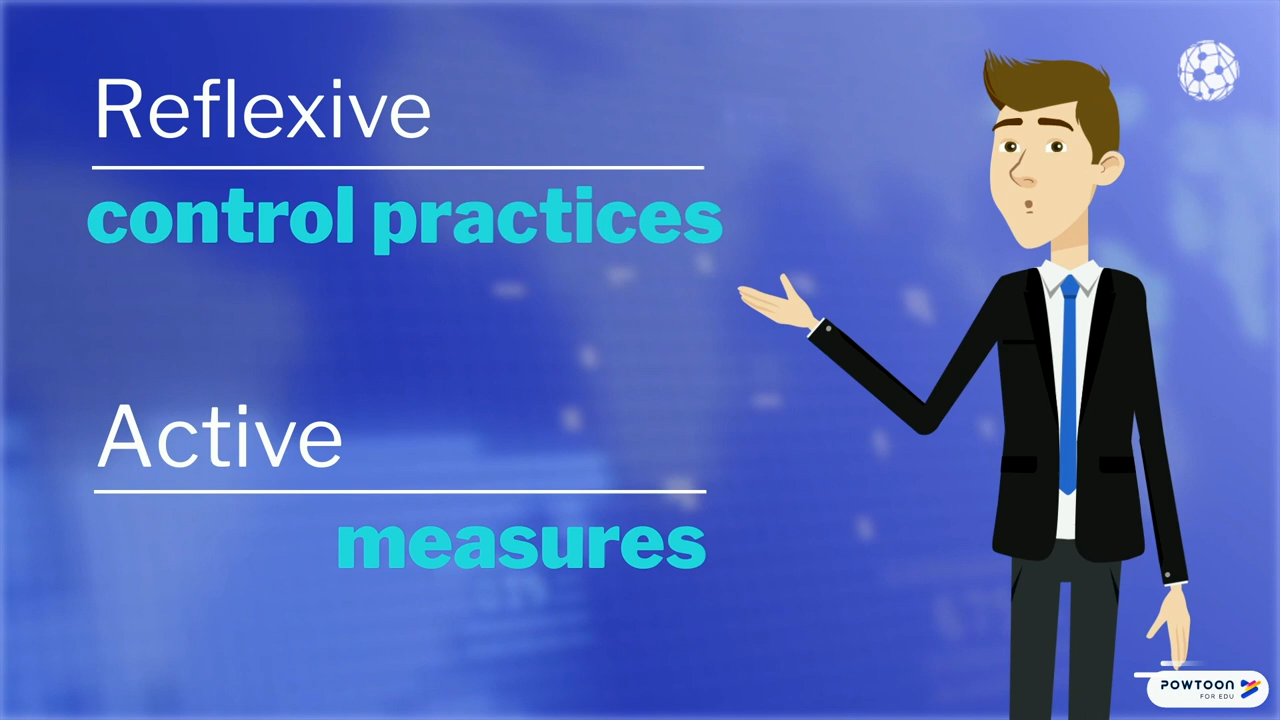 Reflexive
control practices
Active
measures
POWTOON
FOR EDU